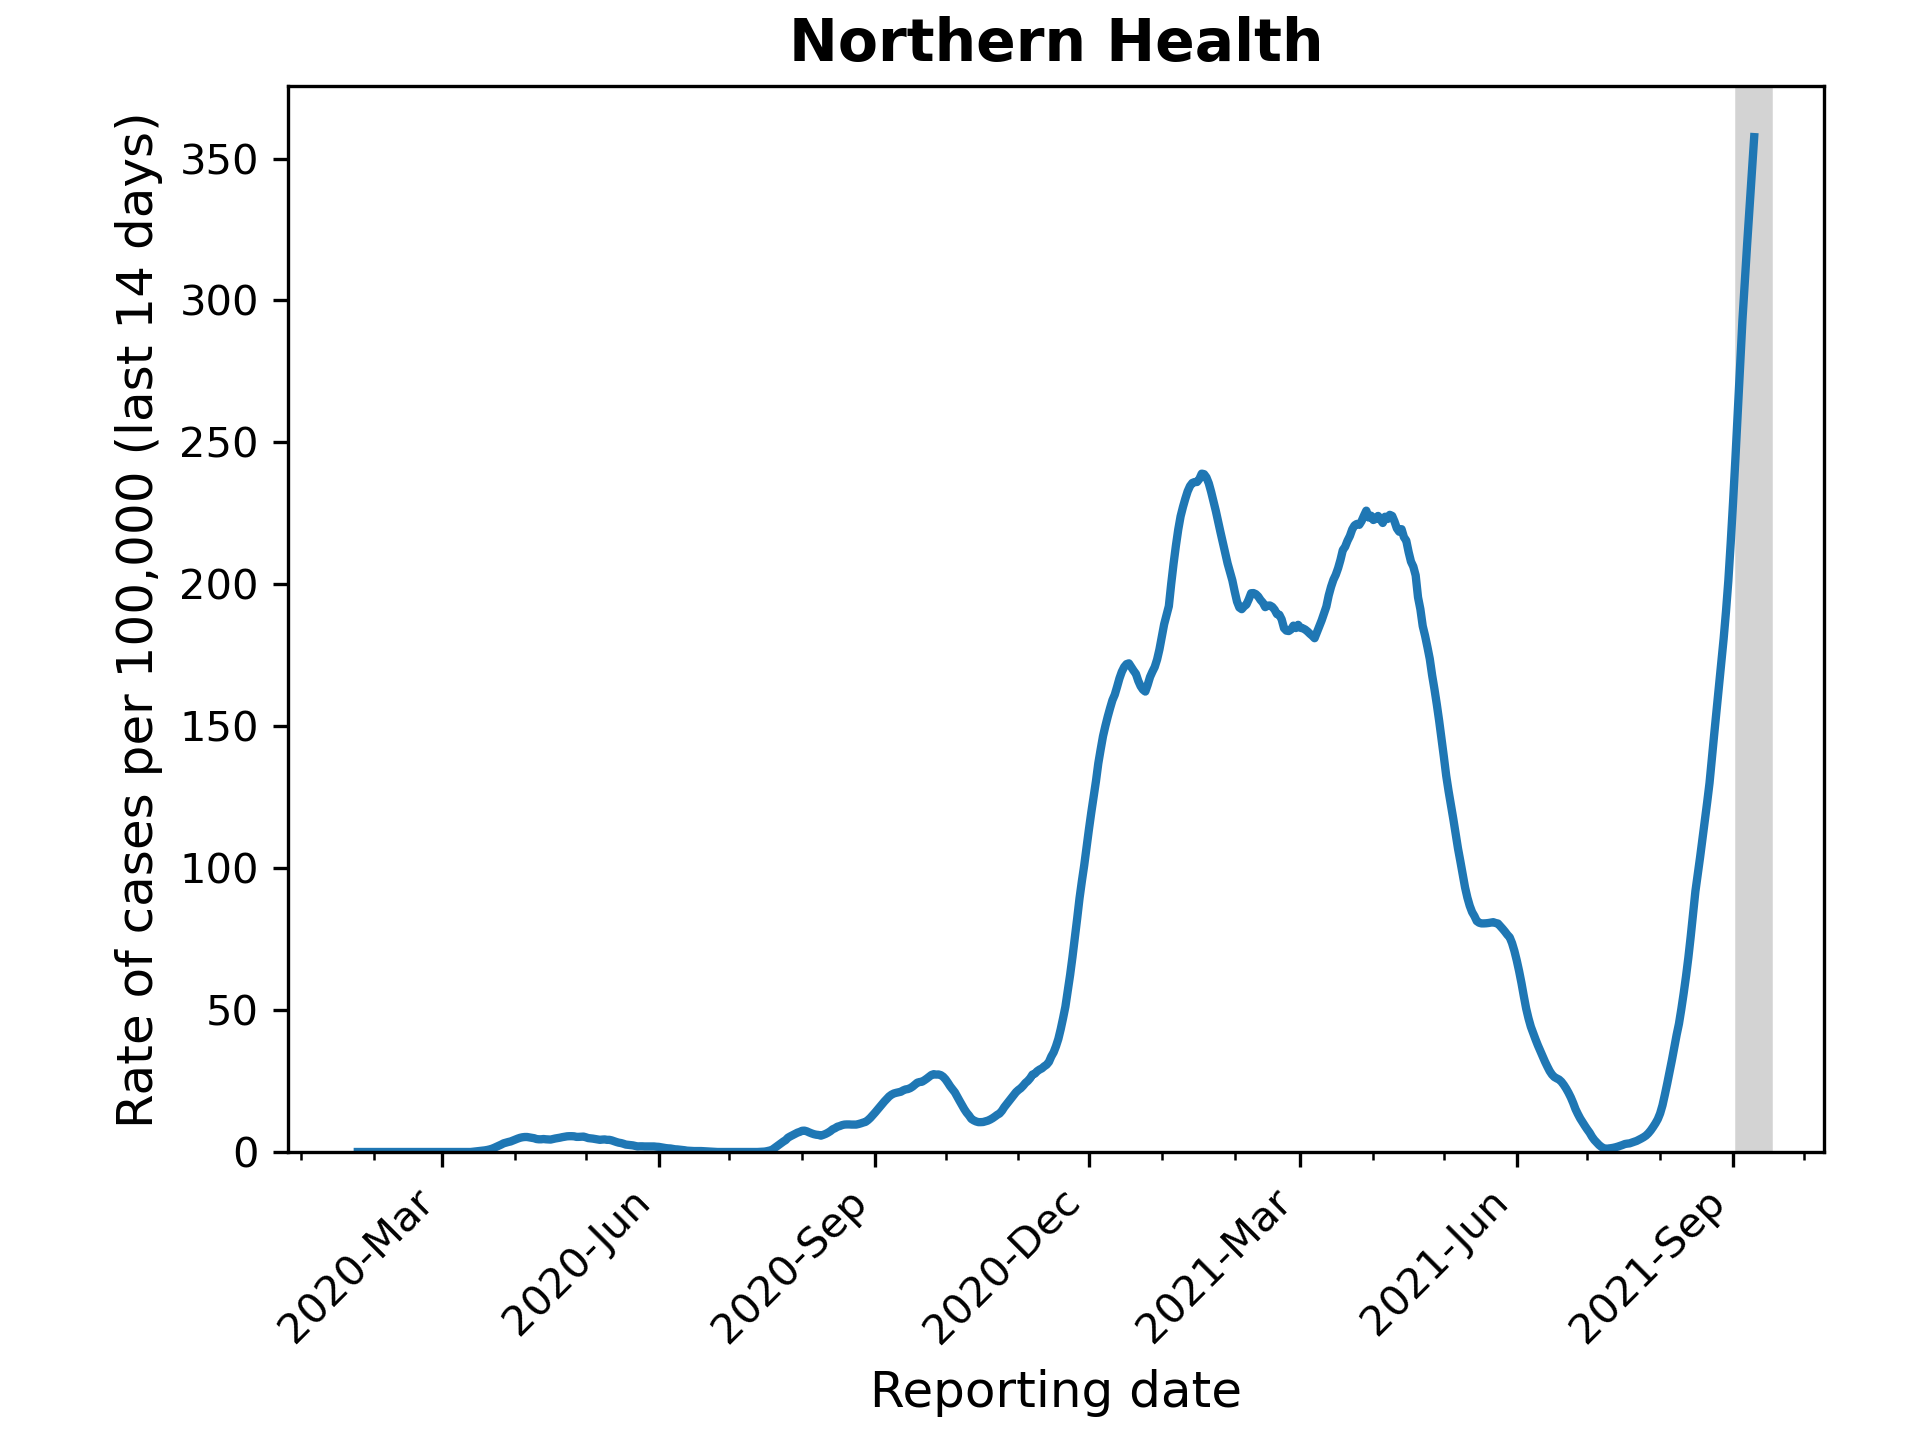 Northern Health
Rate of cases per 100,000 (last 14 days)
350
300
250
200
150
100
50
0
2020-Mar
2020-Jun
2020-Sep
2020-Dec
2021-Mar
2021-Jun
2021-Sep
Reporting date